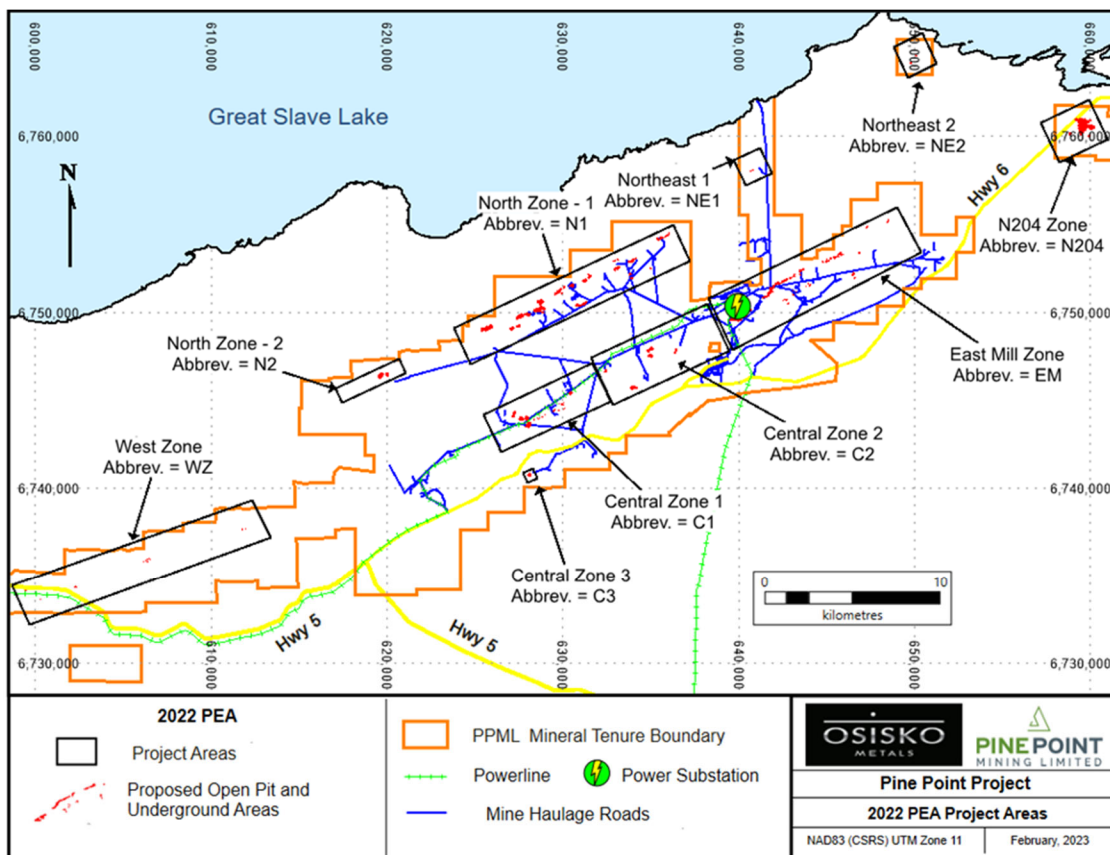 600,000
610,000
620,000
630,000
640,000
650,000
660,000
6,760,000
6,760,000
Great Slave Lake
N
Northeast 2
Abbrev. = NE2
Hwy 6
Northeast 1
Abbrev. = NE1
North Zone - 1
Abbrev. = N1
N204 Zone
Abbrev. = N204
6,750,000
6,750,000
North Zone - 2
Abbrev. = N2
East Mill Zone
Abbrev. = EM
West Zone
Abbrev. = WZ
Central Zone 2
Abbrev. = C2
6,740,000
6,740,000
Central Zone 1
Abbrev. = C1
Central Zone 3
Abbrev. = C3
0 10
kilometres
Hwy 5
Hwy 5
6,730,000
6,730,000
600,000
610,000
620,000
630,000
640,000
650,000
660,000
2022 PEA
Project Areas
Proposed Open Pit and
Underground Areas
PPML Mineral Tenure Boundary
Powerline
Power Substation
Mine Haulage Roads
OSISKO
METALS
PINE POINT
MINING LIMITED
Pine Point Project
2022 PEA Project Areas
NAD83 (CSRS) UTM Zone 11
February, 2023